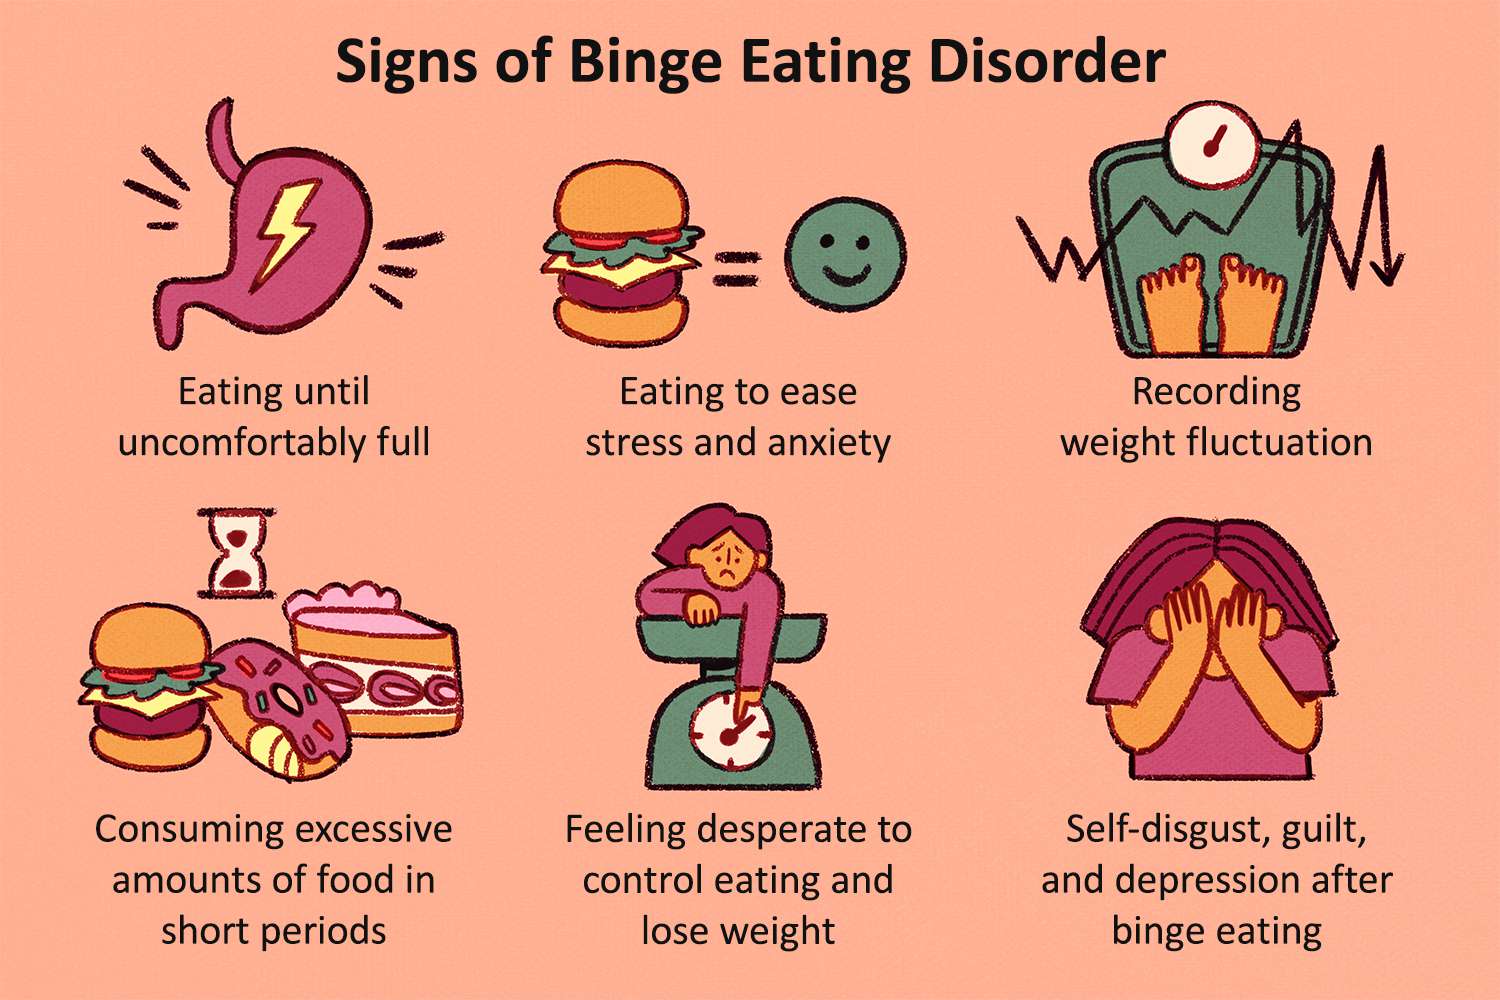 Signs of Binge Eating Disorder
Eating until
uncomfortably full
Eating to ease
stress and anxiety
Recording
weight fluctuation
Consuming excessive
amounts of food in
short periods
Feeling desperate to
control eating and
lose weight
Self-disgust, guilt,
and depression after
binge eating